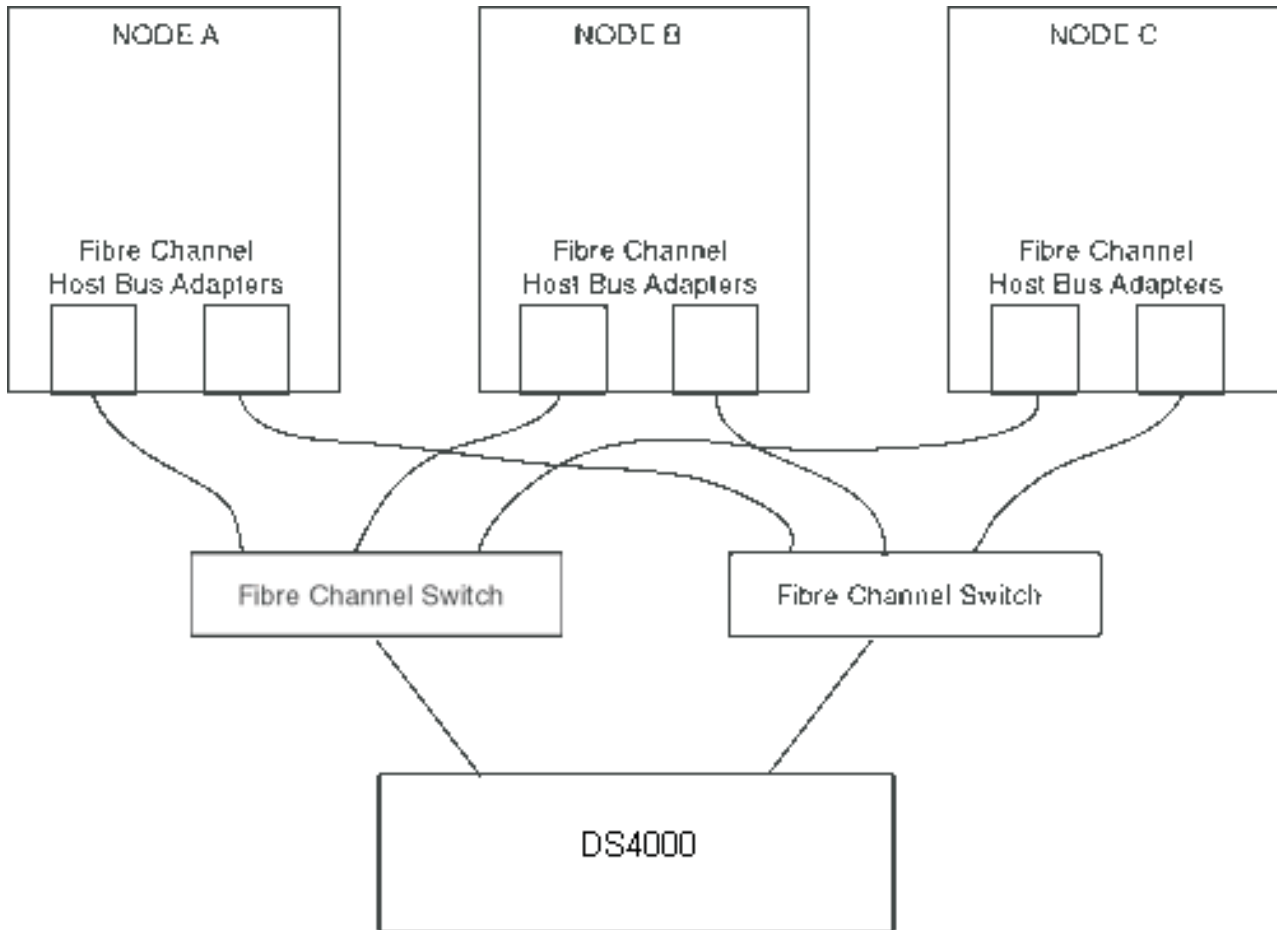 NODE A
NODE B
NODE C
Fibre Channel
Host Bus Adapters
Fibre Channel
Host Bus Adapters
Fibre Channel
Host Bus Adapters
Fibre Channel Switch
Fibre Channel Switch
DS4000